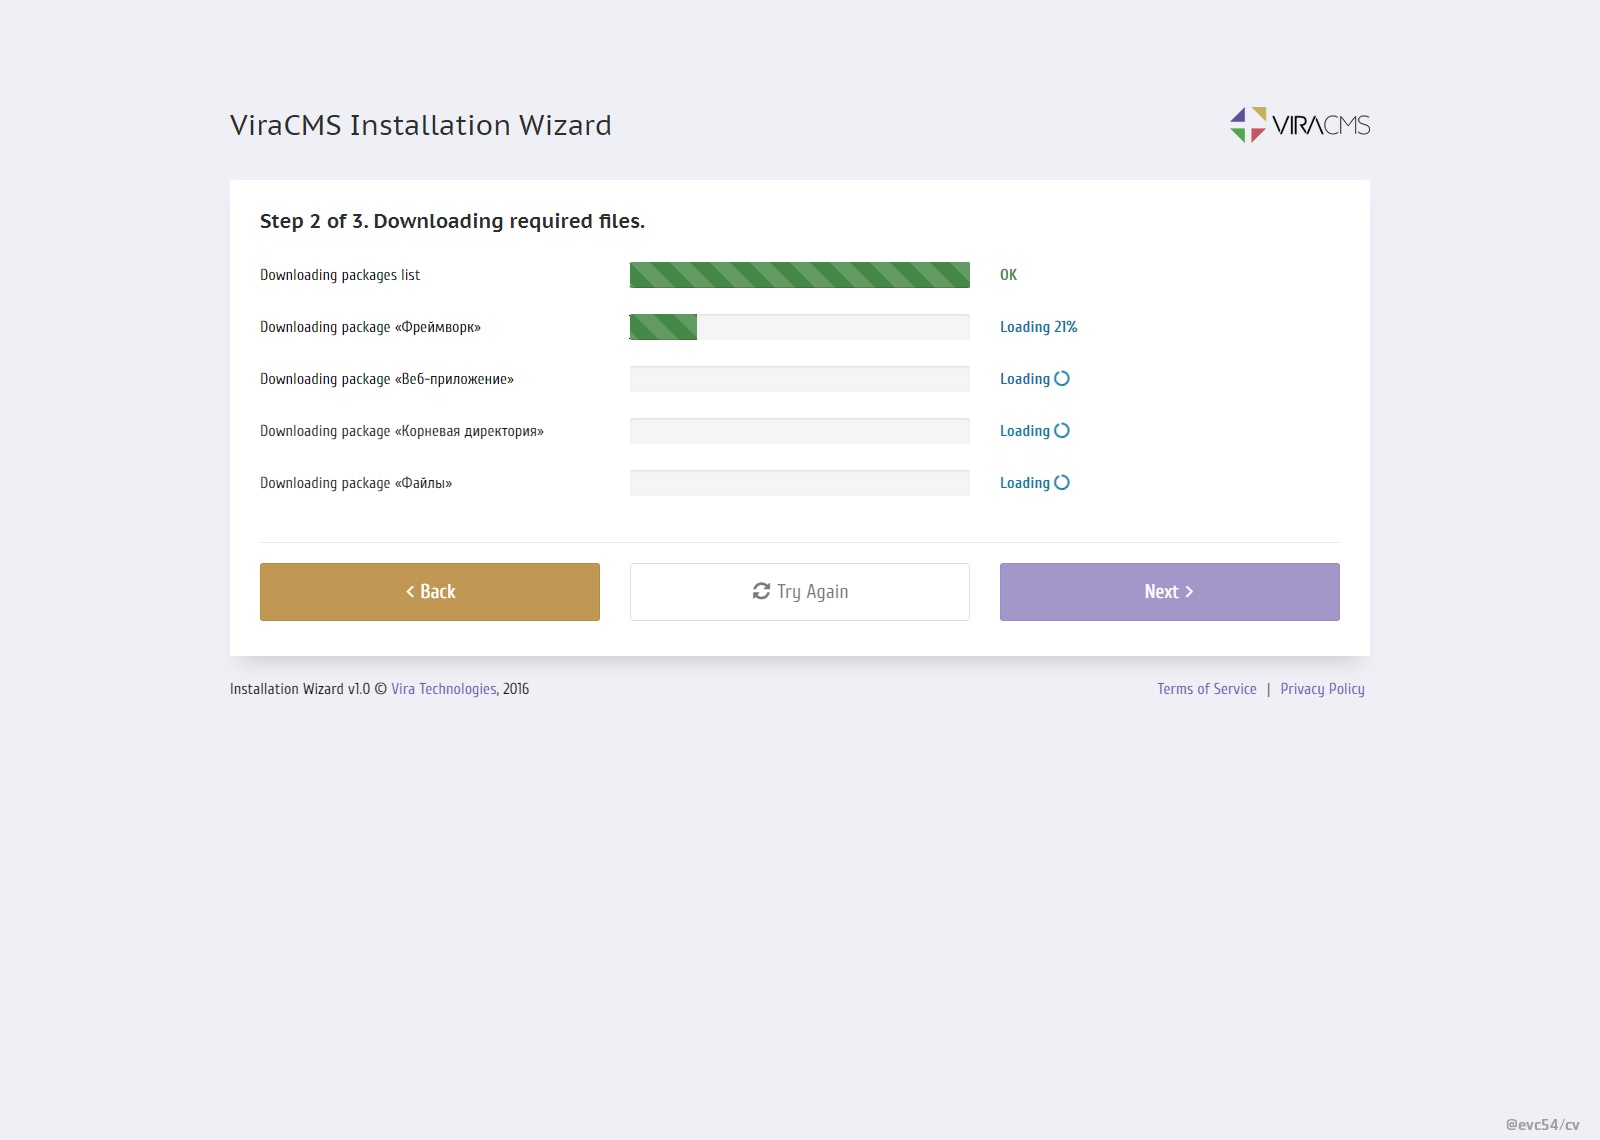 ViraCMS Installation Wizard
VIRACMS
Step 2 of 3. Downloading required files.
Downloading packages list OK
Downloading package «Фреймворк» Loading 21%
Downloading package «Веб-приложение» Loading
Downloading package «Корневая директория» Loading
Downloading package «Файлы» Loading
Back Try Again Next
Installation Wizard v1.0 © Vira Technologies, 2016 Terms of Service | Privacy Policy
@evc54/cv